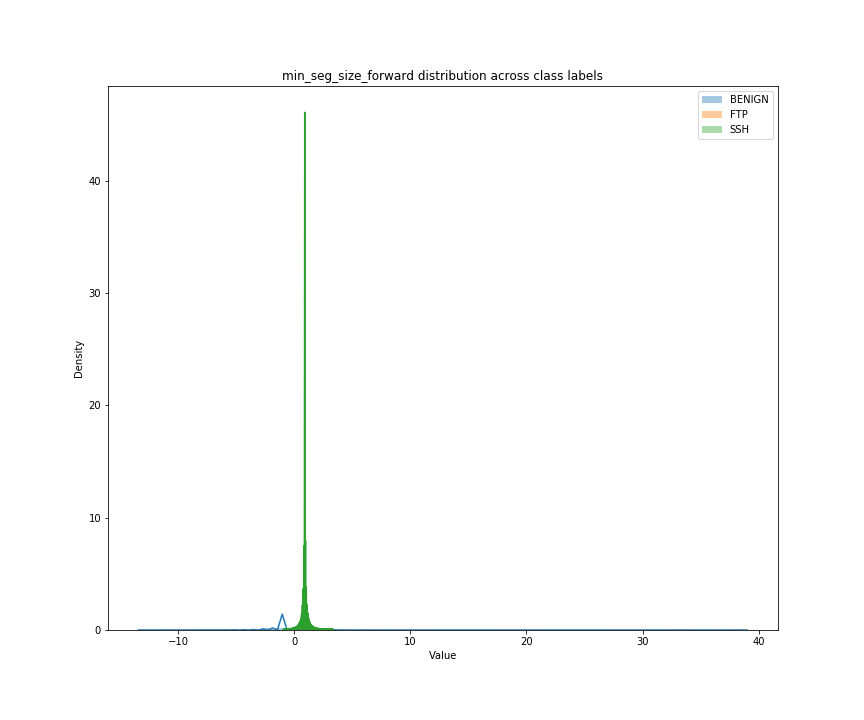 min_seg_size_forward distribution across class labels
BENIGN
FTP
SSH
Density
40
30
20
10
0
−10
0
10
20
30
40
Value